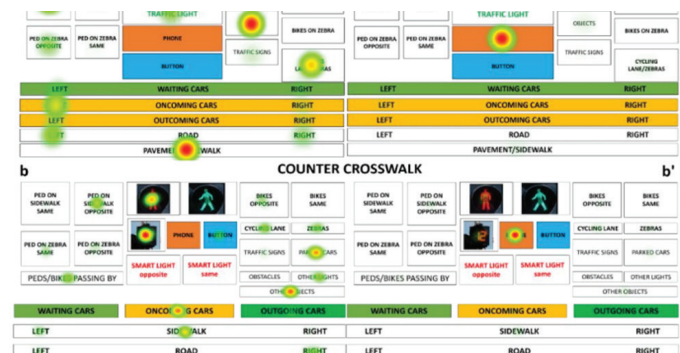 TRAFFIC LIGHT TRAFFIC LIGHT
PED ON ZEBRA OPPOSITE PED ON ZEBRA SAME PHONE TRAFFIC SIGNS BIKES ON ZEBRA
BUTTON
PED ON ZEBRA OPPOSITE PED ON ZEBRA SAME PHONE OBJECTS TRAFFIC SIGNS BIKES ON ZEBRA
BUTTON CYCLING LANE/ZEBRAS
LEFT WAITING CARS RIGHT LEFT WAITING CARS RIGHT
ONCOMING CARS RIGHT LEFT ONCOMING CARS RIGHT
LEFT OUTCOMING CARS RIGHT LEFT OUTCOMING CARS RIGHT
LEFT ROAD RIGHT LEFT ROAD RIGHT
PAVEMENT WALK PAVEMENT/SIDEWALK
b COUNTER CROSSWALK b'
PED ON SIDEWALK SAME PED ON SIDEWALK OPPOSITE BIKES OPPOSITE BIKES SAME PED ON SIDEWALK SAME PED ON SIDEWALK OPPOSITE BIKES OPPOSITE BIKES SAME
PHONE BUTTON CYCLING LANE ZEBRAS 12 BUTTON CYCLING LANE ZEBRAS
PED ON ZEBRA SAME PED ON ZEBRA OPPOSITE TRAFFIC SIGNS PARKED CARS PED ON ZEBRA SAME PED ON ZEBRA OPPOSITE TRAFFIC SIGNS PARKED CARS
SMART LIGHT opposite SMART LIGHT same SMART LIGHT opposite SMART LIGHT same
PEDS/BIKES PASSING BY OBSTACLES OTHER LIGHTS PEDS/BIKES PASSING BY OBSTACLES OTHER LIGHTS
OTHER OBJECTS OTHER OBJECTS
WAITING CARS ONCOMING CARS OUTGOING CARS WAITING CARS ONCOMING CARS OUTGOING CARS
LEFT SIDEWALK RIGHT LEFT SIDEWALK RIGHT
LEFT ROAD RIGHT LEFT ROAD RIGHT